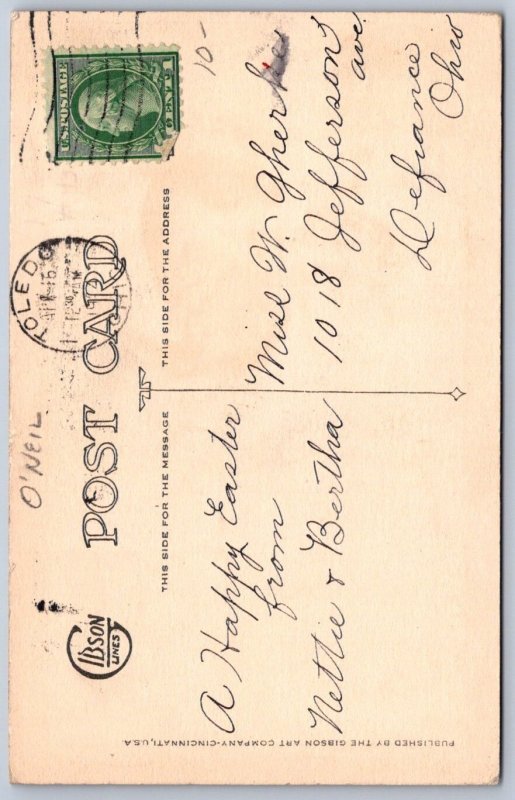 O'NEIL
10-
U.S. POSTAGE
1 CENT 1
TOLEDO
POST CARD
GIBSON
LINES
THIS SIDE FOR THE MESSAGE
THIS SIDE FOR THE ADDRESS
A Happy Easter
from
Nettie & Bertha
Miss W. Gherke
1018 Jefferson
ave
Defiance
Ohio
PUBLISHED BY THE GIBSON ART COMPANY-CINCINNATI, U.S.A.